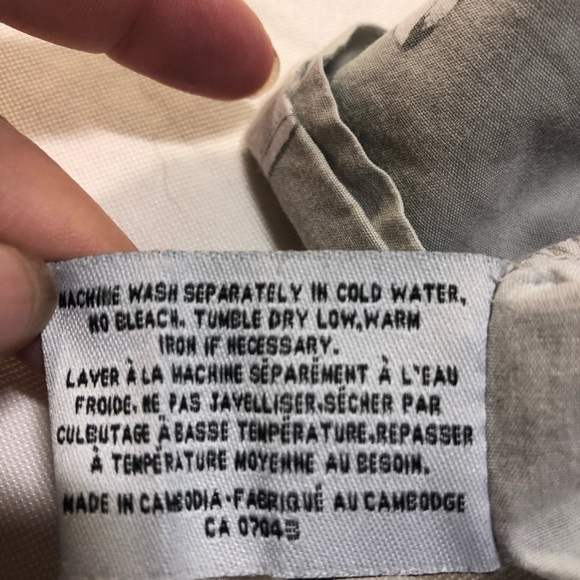 MACHINE WASH SEPARATELY IN COLD WATER,
NO BLEACH. TUMBLE DRY LOW,WARM
IRON IF NECESSARY.
LAVER À LA MACHINE SÉPARÉMENT À L'EAU
FROIDE.NE PAS JAVELLISER.SÉCHER PAR
CULBUTAGE À BASSE TEMPÉRATURE.REPASSER
À TEMPÉRATURE MOYENNE AU BESOIN.
MADE IN CAMBODIA·FABRIQUÉ AU CAMBODGE
CA